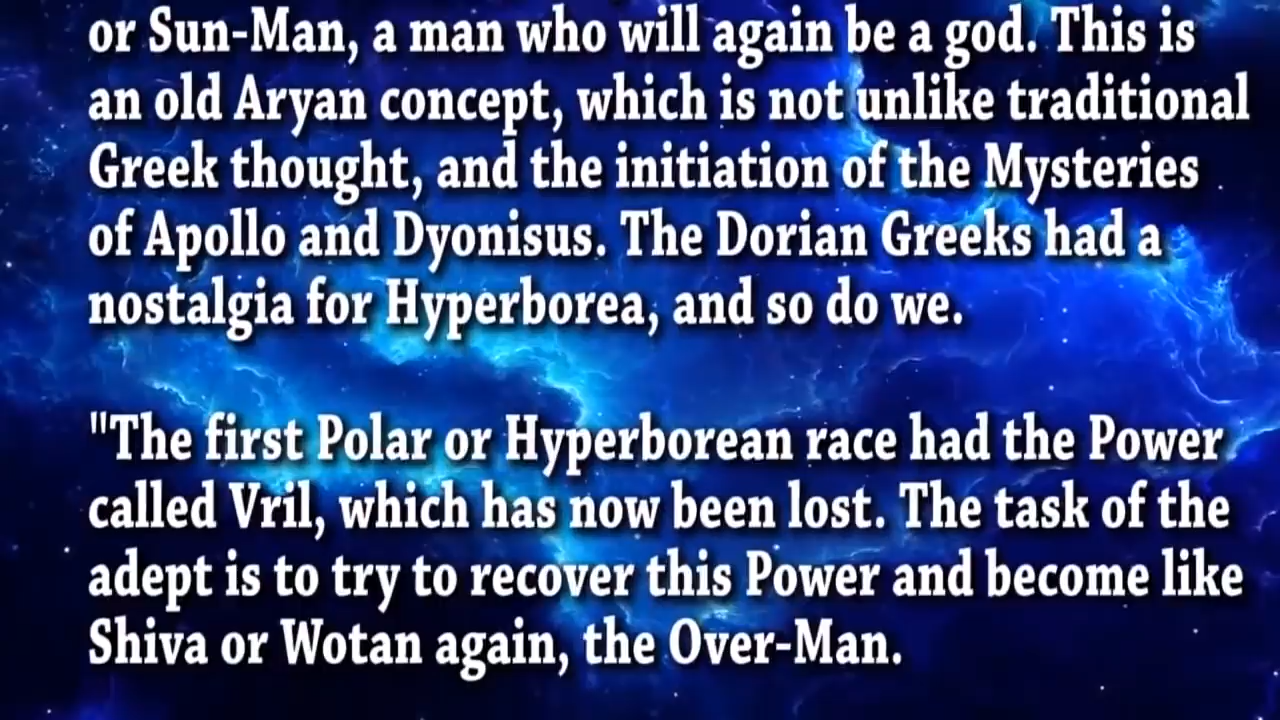 or Sun-Man, a man who will again be a god. This is
an old Aryan concept, which is not unlike traditional
Greek thought, and the initiation of the Mysteries
of Apollo and Dyonisus. The Dorian Greeks had a
nostalgia for Hyperborea, and so do we.
"The first Polar or Hyperborean race had the Power
called Vril, which has now been lost. The task of the
adept is to try to recover this Power and become like
Shiva or Wotan again, the Over-Man.